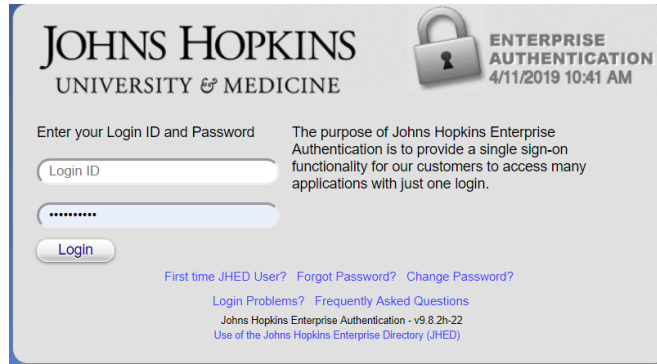 JOHNS HOPKINS
UNIVERSITY & MEDICINE
ENTERPRISE
AUTHENTICATION
4/11/2019 10:41 AM
Enter your Login ID and Password
Login ID
••••••••••
Login
The purpose of Johns Hopkins Enterprise
Authentication is to provide a single sign-on
functionality for our customers to access many
applications with just one login.
First time JHED User? Forgot Password? Change Password?
Login Problems? Frequently Asked Questions
Johns Hopkins Enterprise Authentication - v9.8.2h-22
Use of the Johns Hopkins Enterprise Directory (JHED)